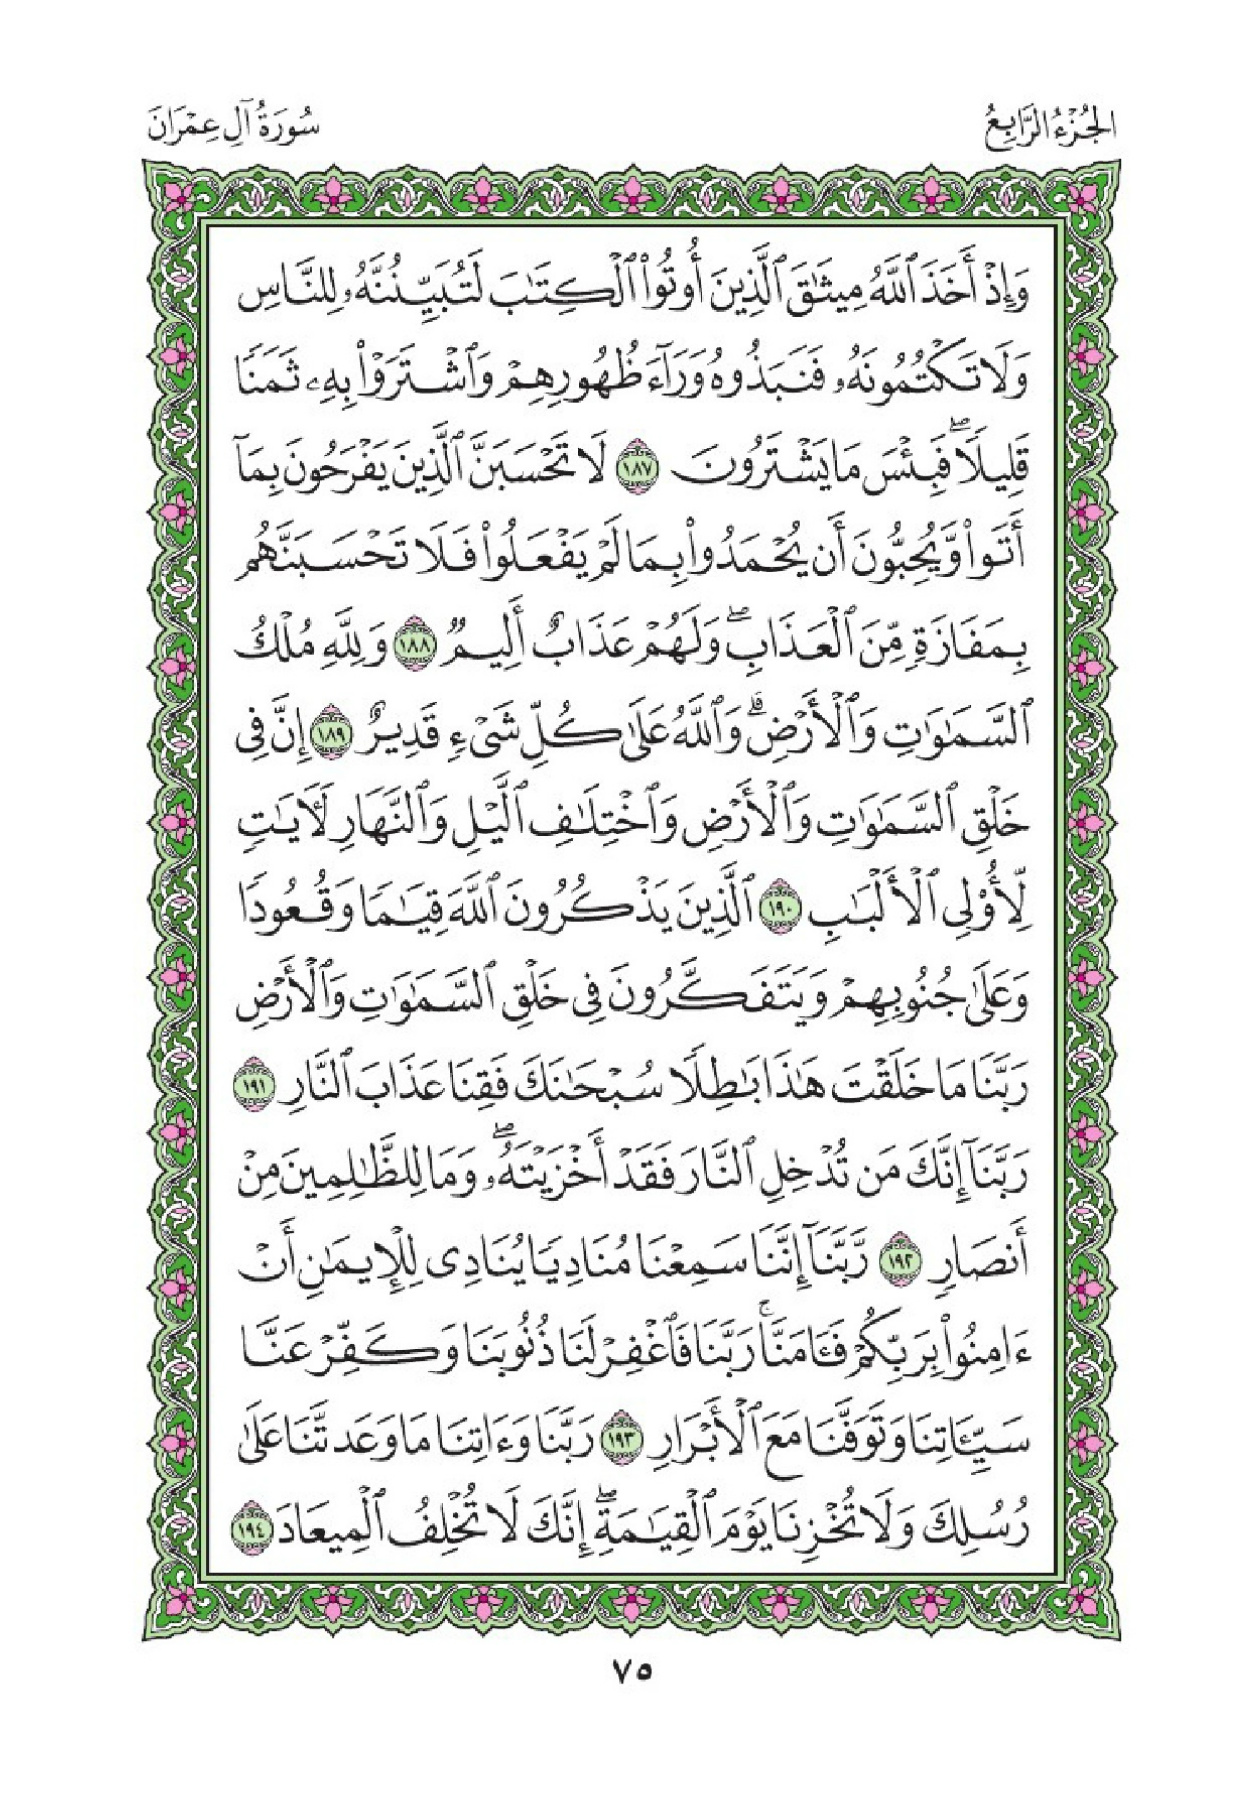 الجُزْءُ الرَّابِعُ
سُورَةُ آلِ عِمْرَانَ
وَإِذْ أَخَذَ ٱللَّهُ مِيثَٰقَ ٱلَّذِينَ أُوتُوا۟ ٱلْكِتَٰبَ لَتُبَيِّنُنَّهُۥ لِلنَّاسِ
وَلَا تَكْتُمُونَهُۥ فَنَبَذُوهُ وَرَآءَ ظُهُورِهِمْ وَٱشْتَرَوْا۟ بِهِۦ ثَمَنًا
قَلِيلًا ۖ فَبِئْسَ مَا يَشْتَرُونَ ١٨٧ لَا تَحْسَبَنَّ ٱلَّذِينَ يَفْرَحُونَ بِمَآ
أَتَوا۟ وَّيُحِبُّونَ أَن يُحْمَدُوا۟ بِمَا لَمْ يَفْعَلُوا۟ فَلَا تَحْسَبَنَّهُم
بِمَفَازَةٍ مِّنَ ٱلْعَذَابِ ۖ وَلَهُمْ عَذَابٌ أَلِيمٌ ١٨٨ وَلِلَّهِ مُلْكُ
ٱلسَّمَٰوَٰتِ وَٱلْأَرْضِ ۗ وَٱللَّهُ عَلَىٰ كُلِّ شَىْءٍ قَدِيرٌ ١٨٩ إِنَّ فِى
خَلْقِ ٱلسَّمَٰوَٰتِ وَٱلْأَرْضِ وَٱخْتِلَٰفِ ٱلَّيْلِ وَٱلنَّهَارِ لَءَايَٰتٍ
لِّأُو۟لِى ٱلْأَلْبَٰبِ ١٩٠ ٱلَّذِينَ يَذْكُرُونَ ٱللَّهَ قِيَٰمًا وَقُعُودًا
وَعَلَىٰ جُنُوبِهِمْ وَيَتَفَكَّرُونَ فِى خَلْقِ ٱلسَّمَٰوَٰتِ وَٱلْأَرْضِ
رَبَّنَا مَا خَلَقْتَ هَٰذَا بَٰطِلًا سُبْحَٰنَكَ فَقِنَا عَذَابَ ٱلنَّارِ ١٩١
رَبَّنَآ إِنَّكَ مَن تُدْخِلِ ٱلنَّارَ فَقَدْ أَخْزَيْتَهُۥ ۖ وَمَا لِلظَّٰلِمِينَ مِنْ
أَنصَارٍ ١٩٢ رَّبَّنَآ إِنَّنَا سَمِعْنَا مُنَادِيًا يُنَادِى لِلْإِيمَٰنِ أَنْ
ءَامِنُوا۟ بِرَبِّكُمْ فَـَٔامَنَّا ۚ رَبَّنَا فَٱغْفِرْ لَنَا ذُنُوبَنَا وَكَفِّرْ عَنَّا
سَيِّـَٔاتِنَا وَتَوَفَّنَا مَعَ ٱلْأَبْرَارِ ١٩٣ رَبَّنَا وَءَاتِنَا مَا وَعَدتَّنَا عَلَىٰ
رُسُلِكَ وَلَا تُخْزِنَا يَوْمَ ٱلْقِيَٰمَةِ ۖ إِنَّكَ لَا تُخْلِفُ ٱلْمِيعَادَ ١٩٤
٧٥